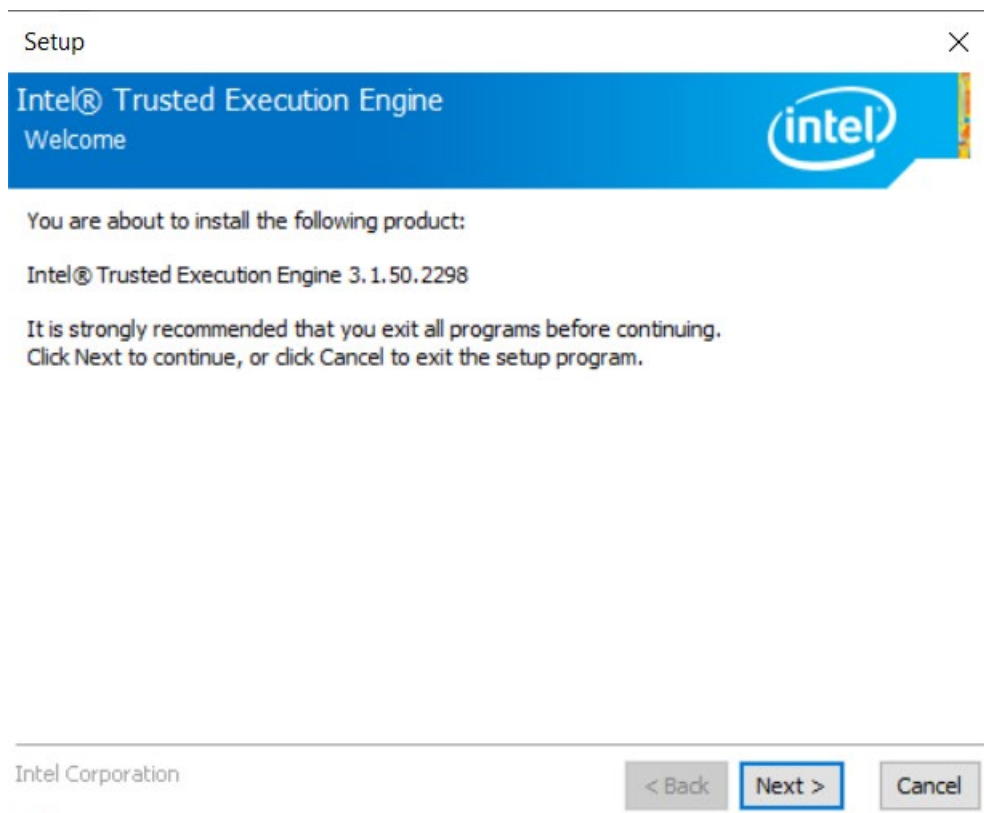 Setup
Intel® Trusted Execution Engine
Welcome
intel
You are about to install the following product:
Intel® Trusted Execution Engine 3.1.50.2298
It is strongly recommended that you exit all programs before continuing.
Click Next to continue, or click Cancel to exit the setup program.
Intel Corporation
< Back Next > Cancel